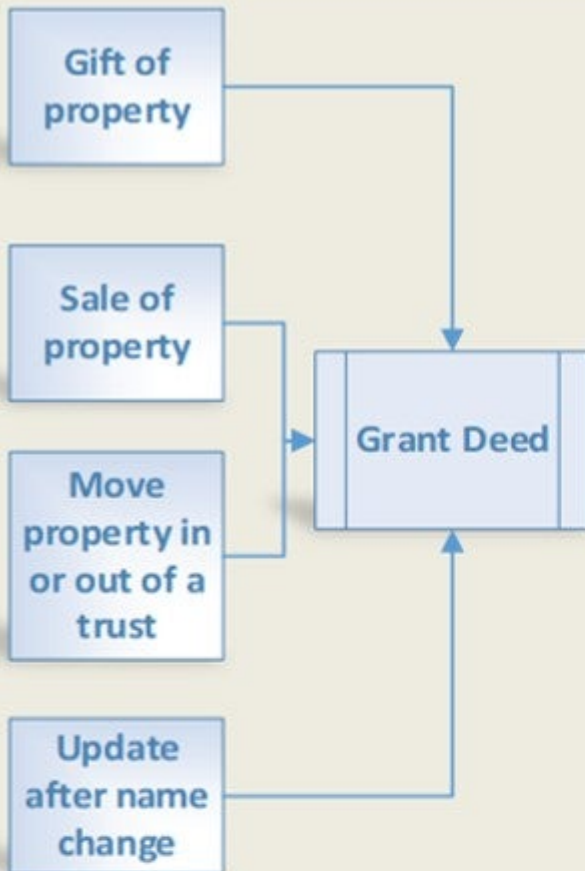 Gift of
property
Sale of
property
Grant Deed
Move
property in
or out of a
trust
Update
after name
change